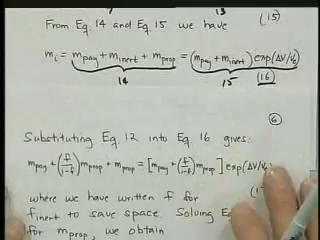 13 (15)
From Eq. 14 and Eq. 15 we have
m_i = m_pay + m_inert + m_prop = (m_pay + m_inert) exp(ΔV/V_e)
14 15 (16)
6
Substituting Eq. 12 into Eq. 16 gives:
m_pay + (f/1-f) m_prop + m_prop = [m_pay + (f/1-f) m_prop] exp(ΔV/V_e)
where we have written f for
f_inert to save space. Solving
for m_prop, we obtain